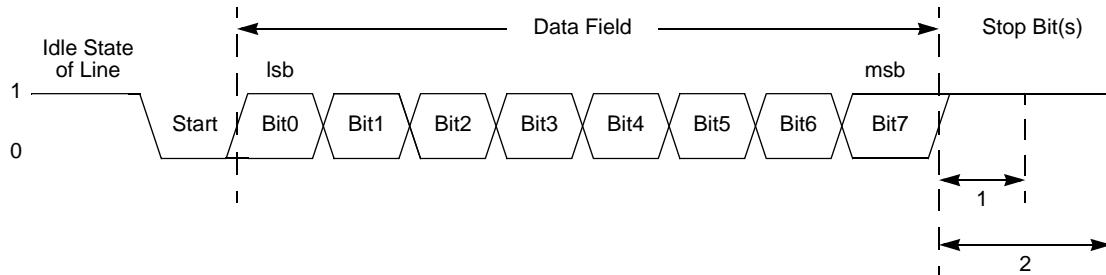 Data Field
Stop Bit(s)
Idle State
of Line
lsb
msb
1
Start
Bit0
Bit1
Bit2
Bit3
Bit4
Bit5
Bit6
Bit7
0
1
2